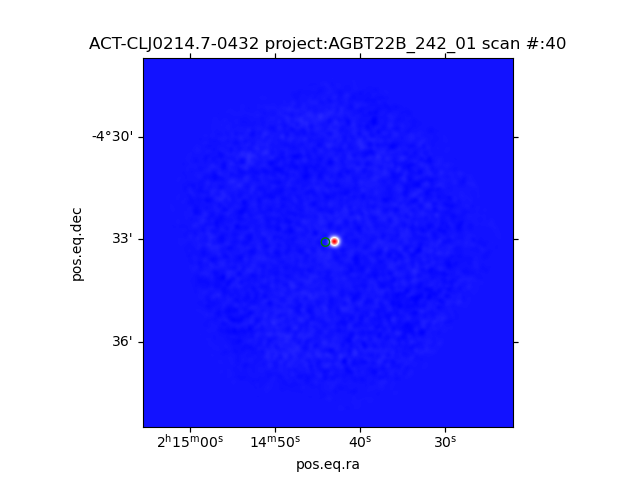 ACT-CLJ0214.7-0432 project:AGBT22B_242_01 scan #:40
-4°30'
33'
36'
pos.eq.dec
2ʰ15ᵐ00ˢ 14ᵐ50ˢ 40ˢ 30ˢ
pos.eq.ra